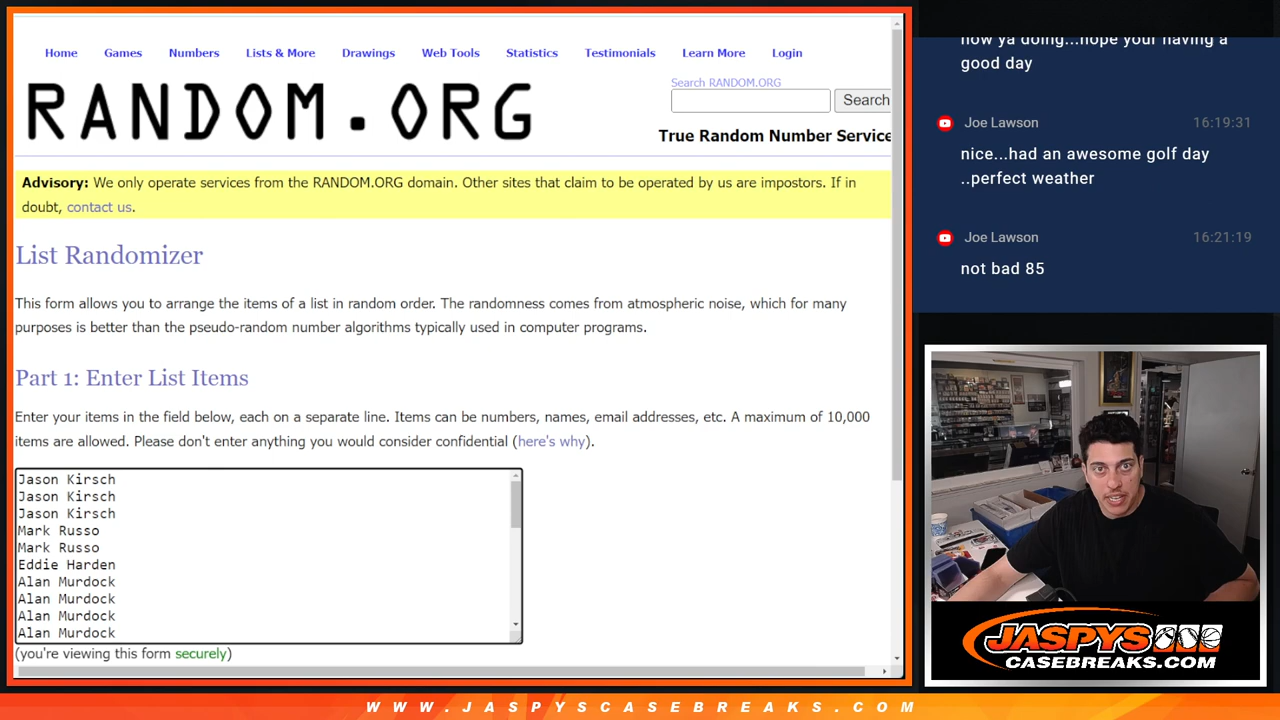 Home Games Numbers Lists & More Drawings Web Tools Statistics Testimonials Learn More Login
RANDOM.ORG
Search RANDOM.ORG
Search
True Random Number Service
Advisory: We only operate services from the RANDOM.ORG domain. Other sites that claim to be operated by us are impostors. If in
doubt, contact us.
List Randomizer
This form allows you to arrange the items of a list in random order. The randomness comes from atmospheric noise, which for many
purposes is better than the pseudo-random number algorithms typically used in computer programs.
Part 1: Enter List Items
Enter your items in the field below, each on a separate line. Items can be numbers, names, email addresses, etc. A maximum of 10,000
items are allowed. Please don't enter anything you would consider confidential (here's why).
Jason Kirsch
Jason Kirsch
Jason Kirsch
Mark Russo
Mark Russo
Eddie Harden
Alan Murdock
Alan Murdock
Alan Murdock
Alan Murdock
(you're viewing this form securely)
now ya doing...hope your having a
good day
Joe Lawson 16:19:31
nice...had an awesome golf day
..perfect weather
Joe Lawson 16:21:19
not bad 85
JASPYS
CASEBREAKS.COM
WWW.JASPYSCASEBREAKS.COM